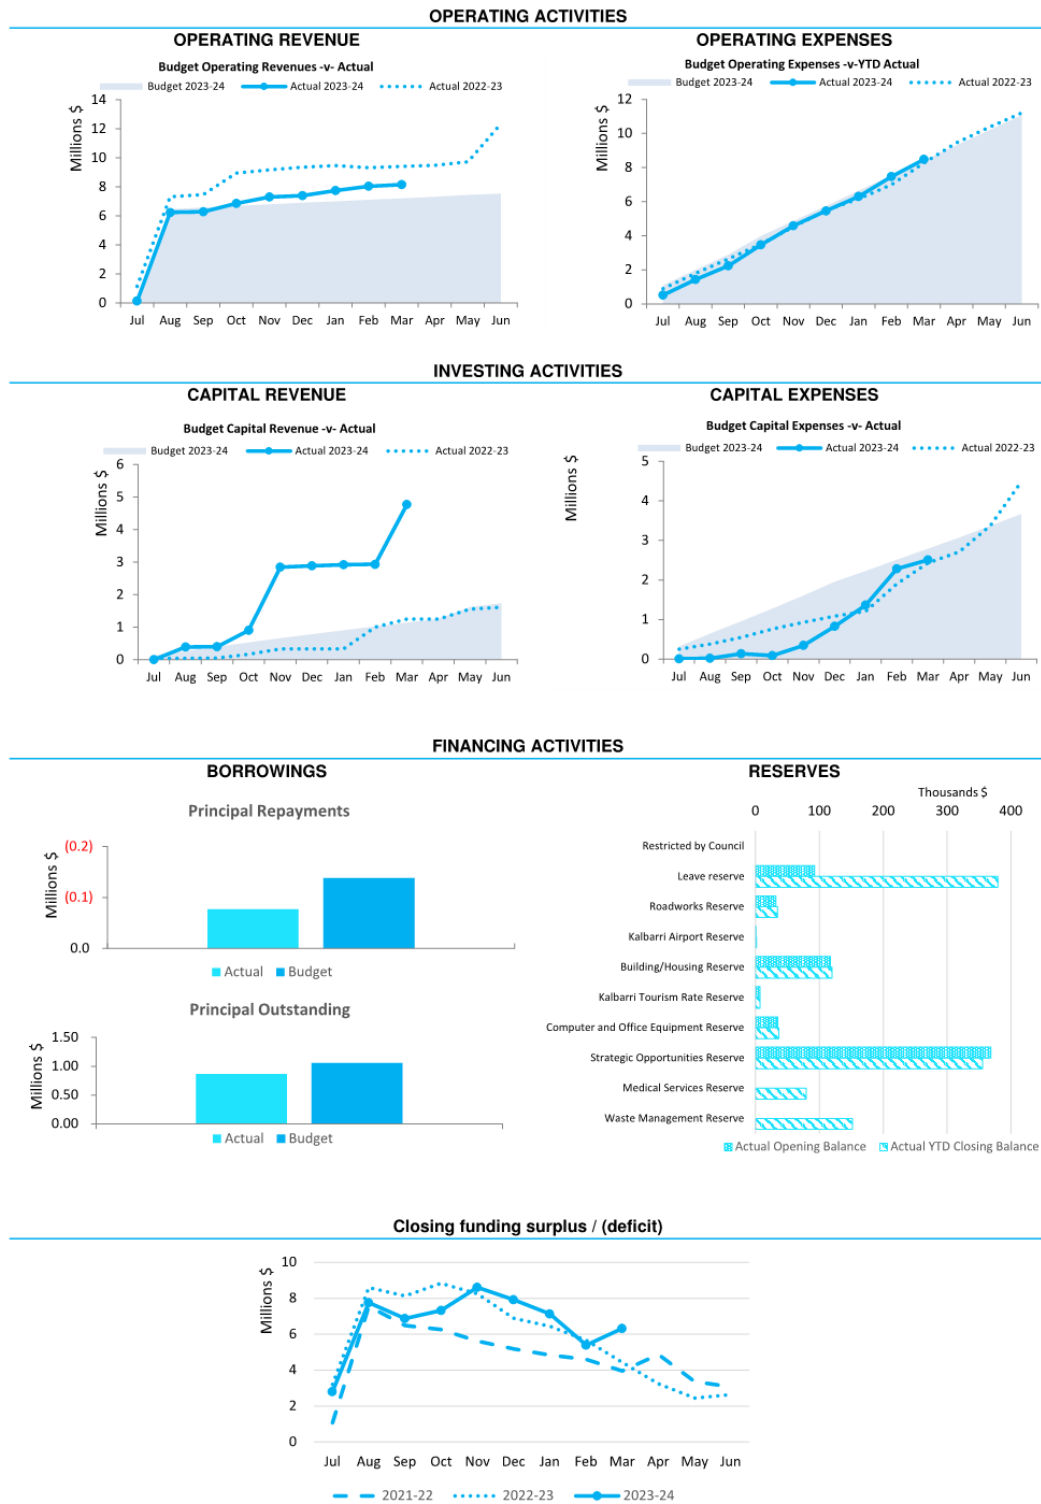 OPERATING ACTIVITIES
OPERATING REVENUE
Budget Operating Revenues -v- Actual
Budget 2023-24 Actual 2023-24 Actual 2022-23
Millions $
14
12
10
8
6
4
2
0
Jul Aug Sep Oct Nov Dec Jan Feb Mar Apr May Jun
OPERATING EXPENSES
Budget Operating Expenses -v-YTD Actual
Budget 2023-24 Actual 2023-24 Actual 2022-23
Millions $
12
10
8
6
4
2
0
Jul Aug Sep Oct Nov Dec Jan Feb Mar Apr May Jun
INVESTING ACTIVITIES
CAPITAL REVENUE
Budget Capital Revenue -v- Actual
Budget 2023-24 Actual 2023-24 Actual 2022-23
Millions $
6
5
4
3
2
1
0
Jul Aug Sep Oct Nov Dec Jan Feb Mar Apr May Jun
CAPITAL EXPENSES
Budget Capital Expenses -v- Actual
Budget 2023-24 Actual 2023-24 Actual 2022-23
Millions $
5
4
3
2
1
0
Jul Aug Sep Oct Nov Dec Jan Feb Mar Apr May Jun
FINANCING ACTIVITIES
BORROWINGS
Principal Repayments
Millions $
(0.2)
(0.1)
0.0
Actual Budget
Principal Outstanding
Millions $
1.50
1.00
0.50
0.00
Actual Budget
RESERVES
Thousands $
0 100 200 300 400
Restricted by Council
Leave reserve
Roadworks Reserve
Kalbarri Airport Reserve
Building/Housing Reserve
Kalbarri Tourism Rate Reserve
Computer and Office Equipment Reserve
Strategic Opportunities Reserve
Medical Services Reserve
Waste Management Reserve
Actual Opening Balance Actual YTD Closing Balance
Closing funding surplus / (deficit)
Millions $
10
8
6
4
2
0
Jul Aug Sep Oct Nov Dec Jan Feb Mar Apr May Jun
2021-22 2022-23 2023-24